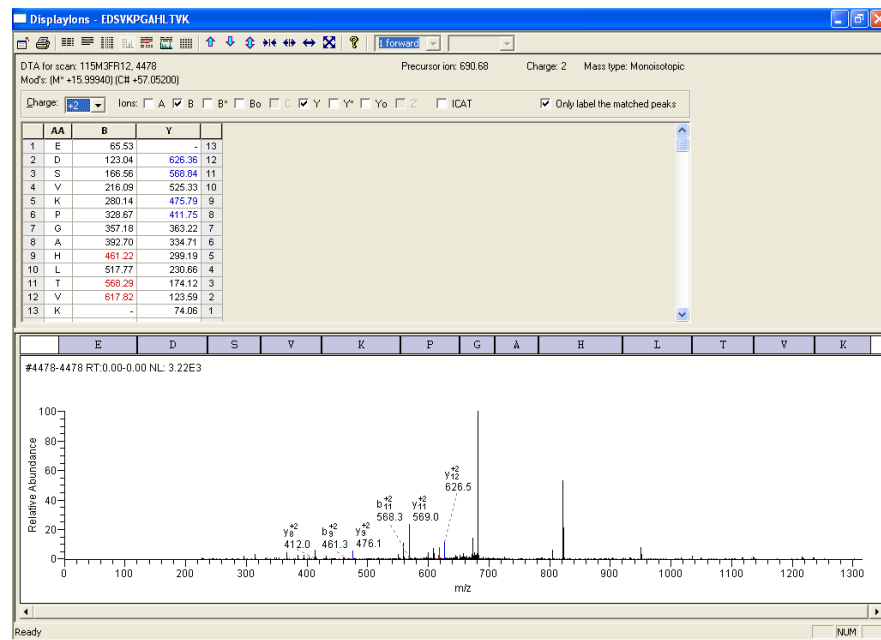 DisplayIons - EDSVKPGAHLTVK
1 forward
DTA for scan: 115M3FR12, 4478 Precursor ion: 690.68 Charge: 2 Mass type: Monoisotopic
Mod's: (M* +15.99940) (C# +57.05200)
Charge: +2 Ions: A B B* Bo C Y Y* Yo Z ICAT Only label the matched peaks
AA B Y
1 E 65.53 - 13
2 D 123.04 626.36 12
3 S 166.56 568.84 11
4 V 216.09 525.33 10
5 K 280.14 475.79 9
6 P 328.67 411.75 8
7 G 357.18 363.22 7
8 A 392.70 334.71 6
9 H 461.22 299.19 5
10 L 517.77 230.66 4
11 T 568.29 174.12 3
12 V 617.82 123.59 2
13 K - 74.06 1
E D S V K P G A H L T V K
#4478-4478 RT:0.00-0.00 NL: 3.22E3
Relative Abundance
100
80
60
40
20
0
y8+2 412.0
b9+2 461.3
y9+2 476.1
b11+2 568.3
y11+2 569.0
y12+2 626.5
0 100 200 300 400 500 600 700 800 900 1000 1100 1200 1300
m/z
Ready NUM